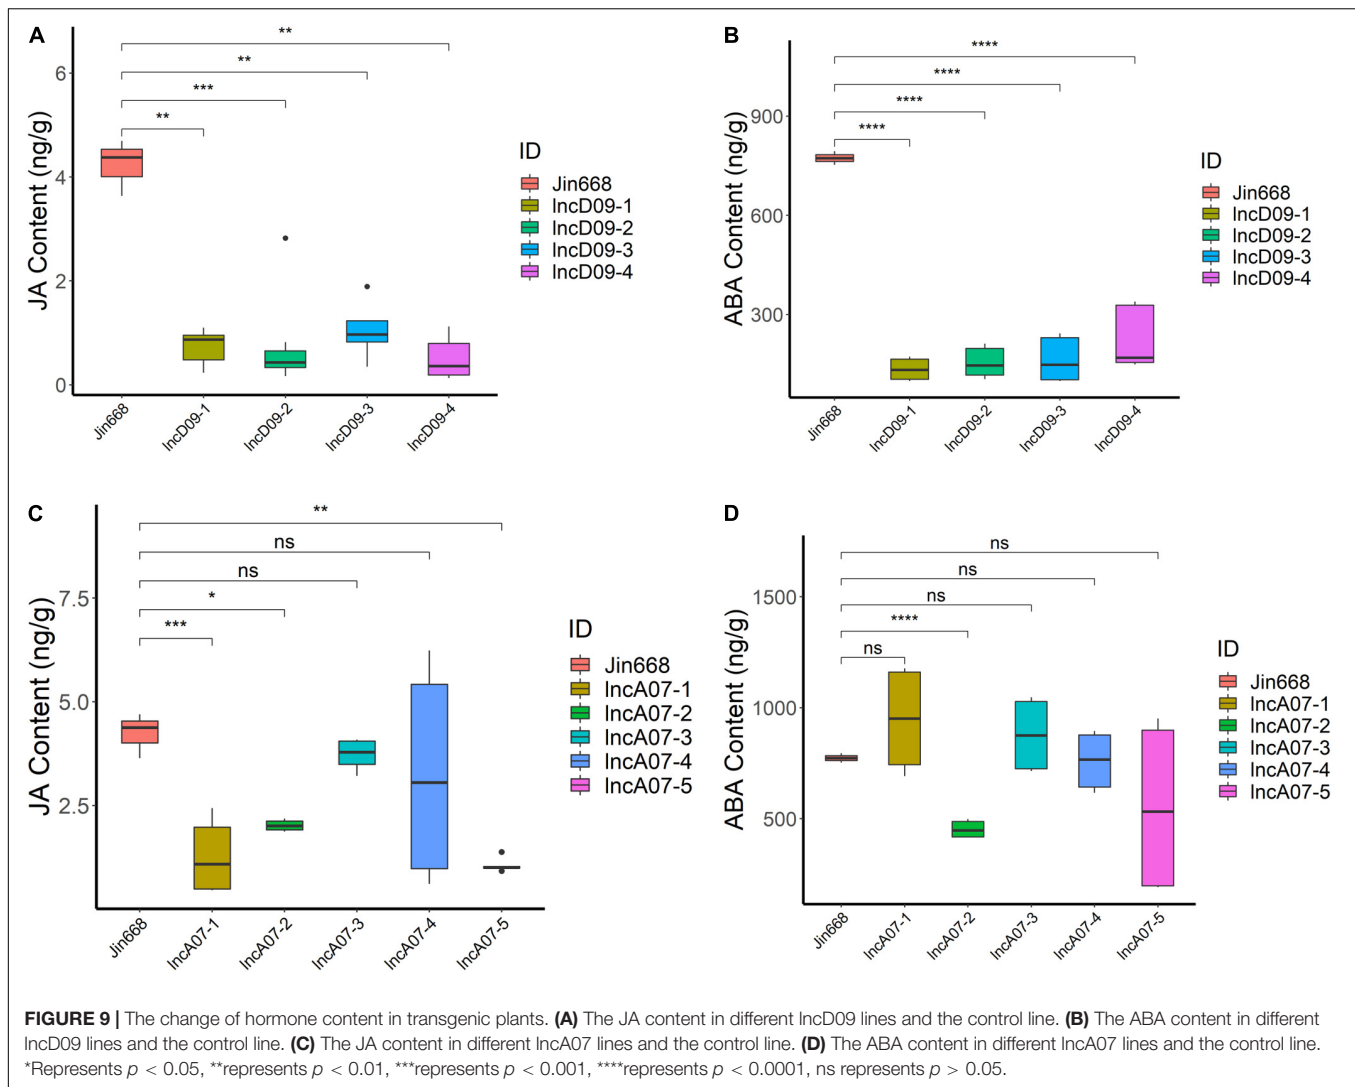 A
**
**
***
**
6
4
2
0
JA Content (ng/g)
Jin668
lncD09-1
lncD09-2
lncD09-3
lncD09-4
ID
Jin668
lncD09-1
lncD09-2
lncD09-3
lncD09-4
B
****
****
****
****
900
600
300
ABA Content (ng/g)
Jin668
lncD09-1
lncD09-2
lncD09-3
lncD09-4
ID
Jin668
lncD09-1
lncD09-2
lncD09-3
lncD09-4
C
**
ns
ns
*
***
7.5
5.0
2.5
JA Content (ng/g)
Jin668
lncA07-1
lncA07-2
lncA07-3
lncA07-4
lncA07-5
ID
Jin668
lncA07-1
lncA07-2
lncA07-3
lncA07-4
lncA07-5
D
ns
ns
ns
****
ns
1500
1000
500
ABA Content (ng/g)
Jin668
lncA07-1
lncA07-2
lncA07-3
lncA07-4
lncA07-5
ID
Jin668
lncA07-1
lncA07-2
lncA07-3
lncA07-4
lncA07-5
FIGURE 9 | The change of hormone content in transgenic plants. (A) The JA content in different lncD09 lines and the control line. (B) The ABA content in different
lncD09 lines and the control line. (C) The JA content in different lncA07 lines and the control line. (D) The ABA content in different lncA07 lines and the control line.
*Represents p < 0.05, **represents p < 0.01, ***represents p < 0.001, ****represents p < 0.0001, ns represents p > 0.05.